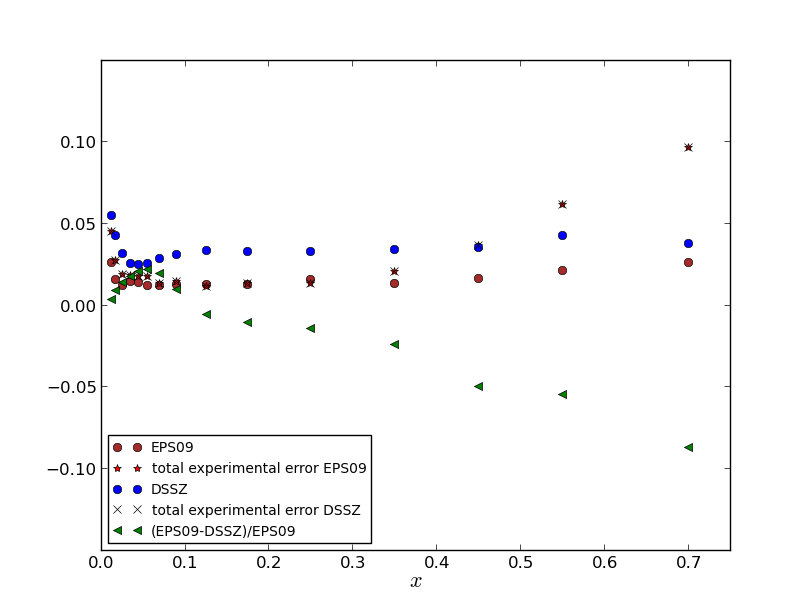 0.10
0.05
0.00
−0.05
−0.10
EPS09
total experimental error EPS09
DSSZ
total experimental error DSSZ
(EPS09-DSSZ)/EPS09
0.0 0.1 0.2 0.3 0.4 0.5 0.6 0.7
x